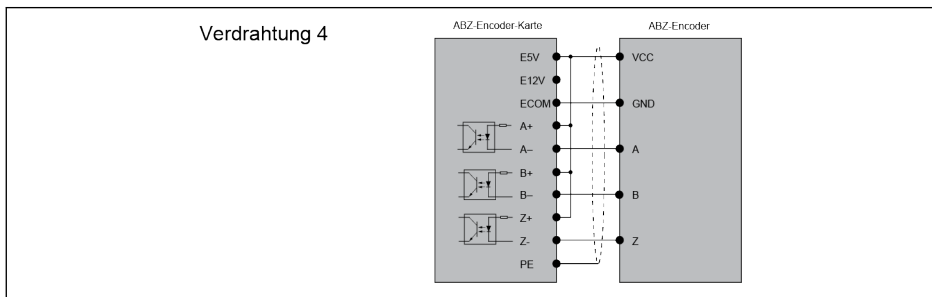 Verdrahtung 4
ABZ-Encoder-Karte
ABZ-Encoder
E5V
VCC
E12V
ECOM
GND
A+
A–
A
B+
B–
B
Z+
Z-
Z
PE